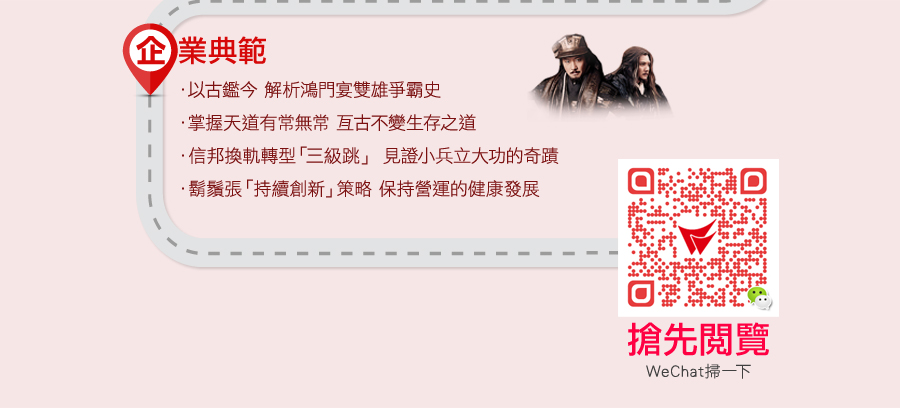 企業典範
·以古鑑今 解析鴻門宴雙雄爭霸史
·掌握天道有常無常 亙古不變生存之道
·信邦換軌轉型「三級跳」 見證小兵立大功的奇蹟
·鬍鬚張「持續創新」策略 保持營運的健康發展
搶先閱覽
WeChat掃一下